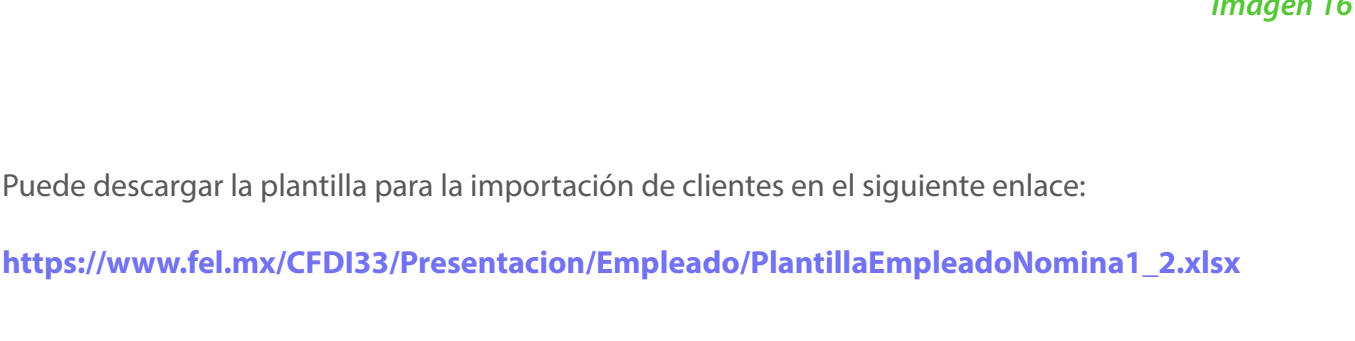 Imagen 16
Puede descargar la plantilla para la importación de clientes en el siguiente enlace:
https://www.fel.mx/CFDI33/Presentacion/Empleado/PlantillaEmpleadoNomina1_2.xlsx